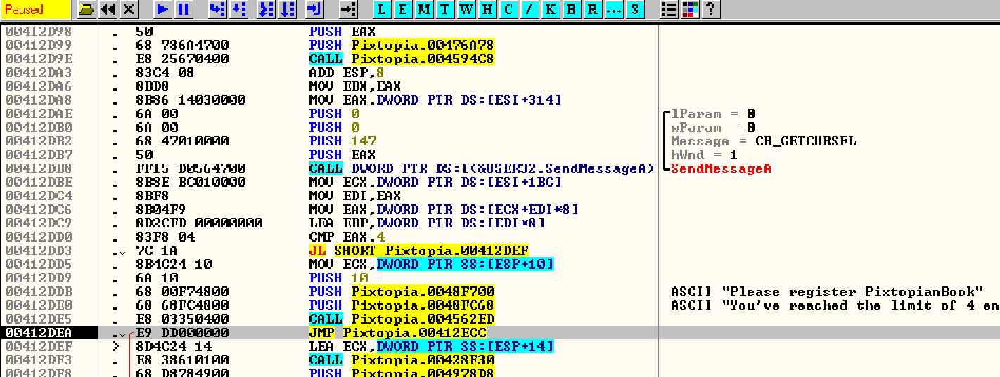 Paused L E M T W H C / K B R ... S ?
00412D98 . 50 PUSH EAX
00412D99 . 68 786A4700 PUSH Pixtopia.00476A78
00412D9E . E8 25670400 CALL Pixtopia.004594C8
00412DA3 . 83C4 08 ADD ESP,8
00412DA6 . 8BD8 MOV EBX,EAX
00412DA8 . 8B86 14030000 MOV EAX,DWORD PTR DS:[ESI+314]
00412DAE . 6A 00 PUSH 0 lParam = 0
00412DB0 . 6A 00 PUSH 0 wParam = 0
00412DB2 . 68 47010000 PUSH 147 Message = CB_GETCURSEL
00412DB7 . 50 PUSH EAX hWnd = 1
00412DB8 . FF15 D0564700 CALL DWORD PTR DS:[<&USER32.SendMessageA> SendMessageA
00412DBE . 8B8E BC010000 MOV ECX,DWORD PTR DS:[ESI+1BC]
00412DC4 . 8BF8 MOV EDI,EAX
00412DC6 . 8B04F9 MOV EAX,DWORD PTR DS:[ECX+EDI*8]
00412DC9 . 8D2CFD 00000000 LEA EBP,DWORD PTR DS:[EDI*8]
00412DD0 . 83F8 04 CMP EAX,4
00412DD3 .v 7C 1A JL SHORT Pixtopia.00412DEF
00412DD5 . 8B4C24 10 MOV ECX,DWORD PTR SS:[ESP+10]
00412DD9 . 6A 10 PUSH 10
00412DDB . 68 00F74800 PUSH Pixtopia.0048F700 ASCII "Please register PixtopianBook"
00412DE0 . 68 68FC4800 PUSH Pixtopia.0048FC68 ASCII "You've reached the limit of 4 en
00412DE5 . E8 03350400 CALL Pixtopia.004562ED
00412DEA .v E9 DD000000 JMP Pixtopia.00412ECC
00412DEF > 8D4C24 14 LEA ECX,DWORD PTR SS:[ESP+14]
00412DF3 . E8 38610100 CALL Pixtopia.00428F30
00412DF8 . 68 D8784900 PUSH Pixtopia.004978D8